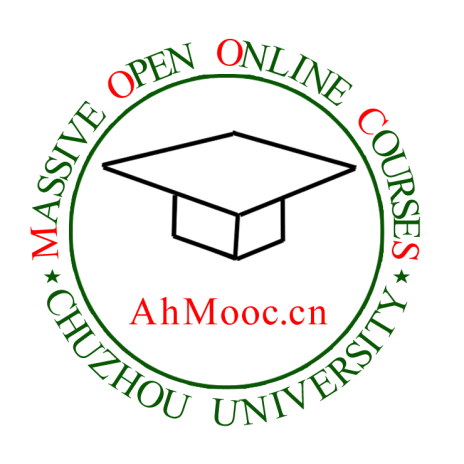 MASSIVE OPEN ONLINE COURSES
AhMooc.cn
★ CHUZHOU UNIVERSITY ★